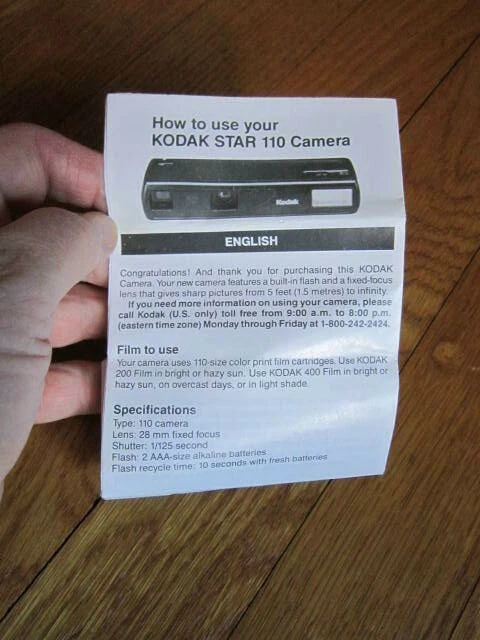 How to use your
KODAK STAR 110 Camera
Kodak
ENGLISH
Congratulations! And thank you for purchasing this KODAK
Camera. Your new camera features a built-in flash and a fixed-focus
lens that gives sharp pictures from 5 feet (1.5 metres) to infinity.
If you need more information on using your camera, please
call Kodak (U.S. only) toll free from 9:00 a.m. to 8:00 p.m.
(eastern time zone) Monday through Friday at 1-800-242-2424.
Film to use
Your camera uses 110-size color print film cartridges. Use KODAK
200 Film in bright or hazy sun. Use KODAK 400 Film in bright or
hazy sun, on overcast days, or in light shade.
Specifications
Type: 110 camera
Lens: 28 mm fixed focus
Shutter: 1/125 second
Flash: 2 AAA-size alkaline batteries
Flash recycle time: 10 seconds with fresh batteries